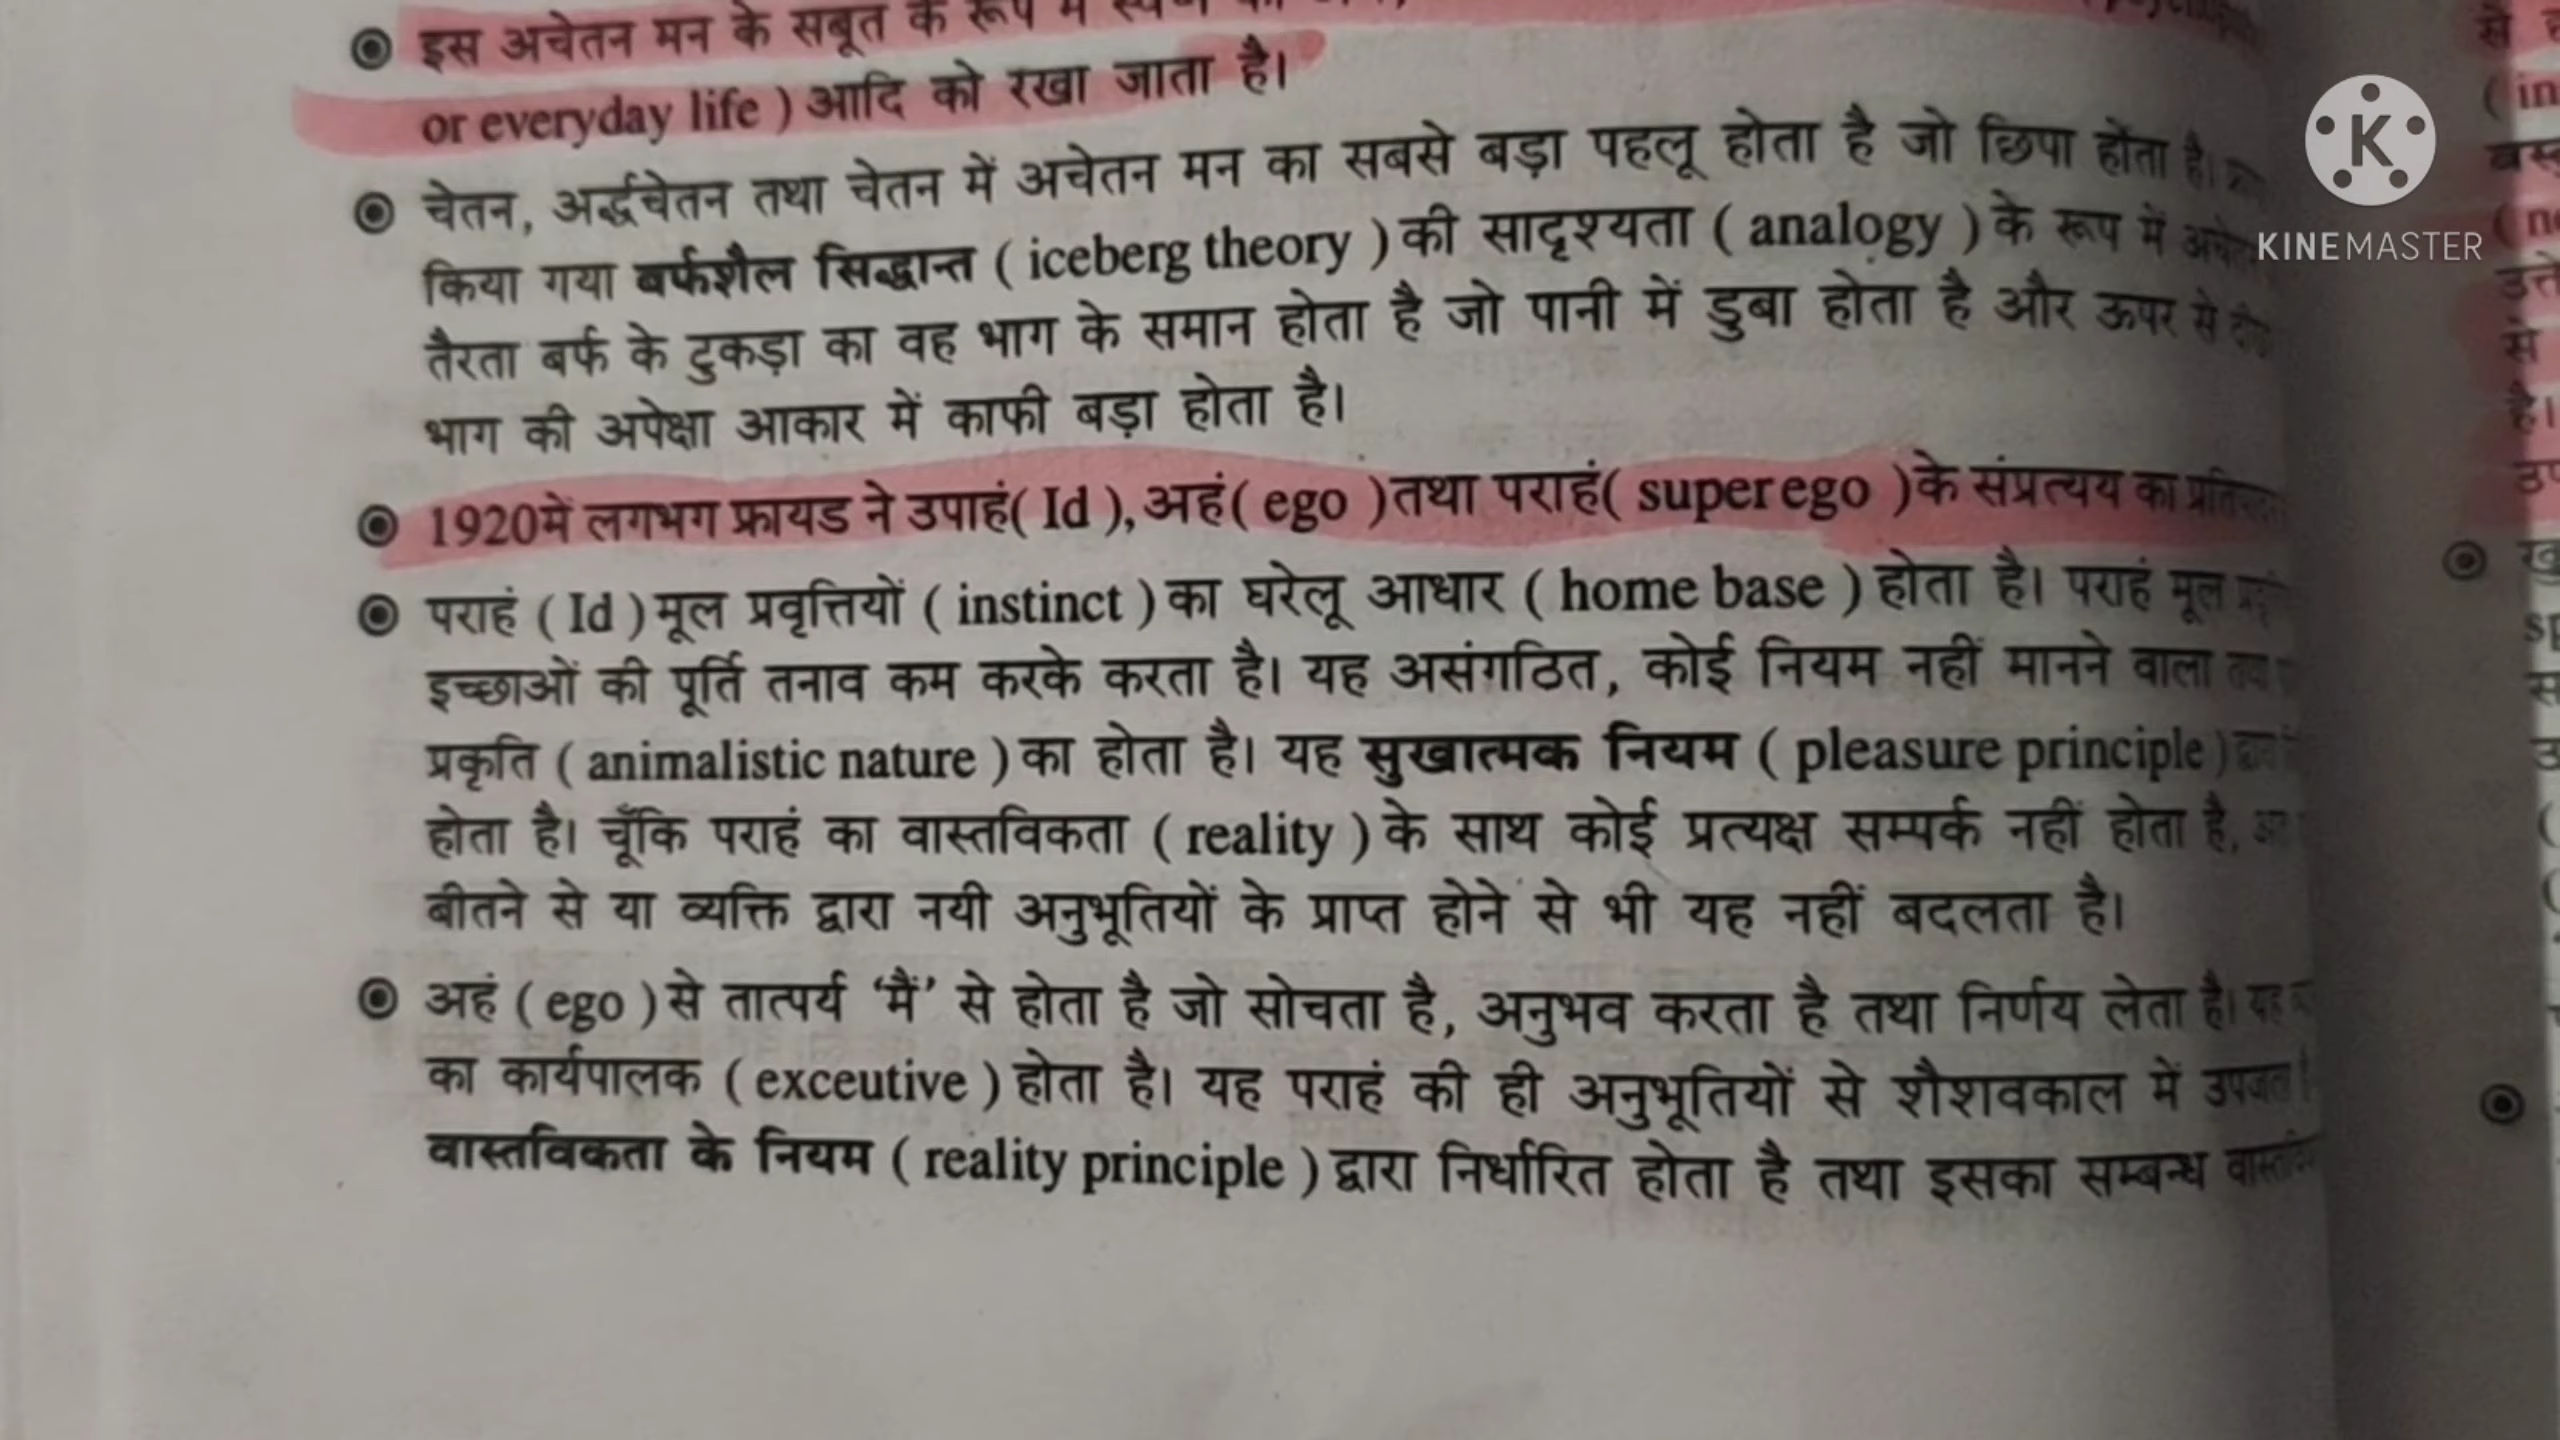 इस अचेतन मन के सबूत के रूप में
or everyday life ) आदि को रखा जाता है।
चेतन, अर्द्धचेतन तथा चेतन में अचेतन मन का सबसे बड़ा पहलू होता है जो छिपा होता है।
किया गया बर्फशैल सिद्धान्त ( iceberg theory ) की सादृश्यता ( analogy ) के रूप में
तैरता बर्फ के टुकड़ा का वह भाग के समान होता है जो पानी में डुबा होता है और ऊपर से
भाग की अपेक्षा आकार में काफी बड़ा होता है।
1920में लगभग फ्रायड ने उपाहं( Id ), अहं( ego ) तथा पराहं( superego ) के संप्रत्यय का
पराहं ( Id ) मूल प्रवृत्तियों ( instinct ) का घरेलू आधार ( home base ) होता है। पराहं मूल
इच्छाओं की पूर्ति तनाव कम करके करता है। यह असंगठित, कोई नियम नहीं मानने वाला
प्रकृति ( animalistic nature ) का होता है। यह सुखात्मक नियम ( pleasure principle )
होता है। चूँकि पराहं का वास्तविकता ( reality ) के साथ कोई प्रत्यक्ष सम्पर्क नहीं होता है,
बीतने से या व्यक्ति द्वारा नयी अनुभूतियों के प्राप्त होने से भी यह नहीं बदलता है।
अहं ( ego ) से तात्पर्य ‘मैं’ से होता है जो सोचता है, अनुभव करता है तथा निर्णय लेता है। यह
का कार्यपालक ( exceutive ) होता है। यह पराहं की ही अनुभूतियों से शैशवकाल में
वास्तविकता के नियम ( reality principle ) द्वारा निर्धारित होता है तथा इसका सम्बन्ध
K
KINEMASTER